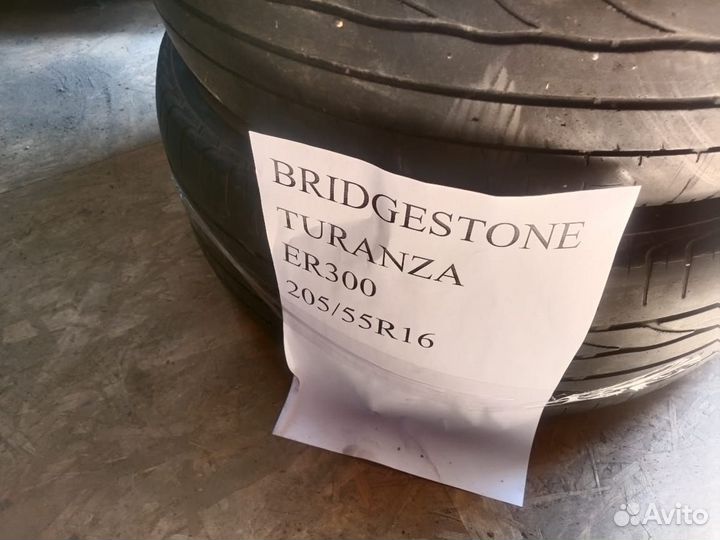 BRIDGESTONE
TURANZA
ER300
205/55R16
Avito